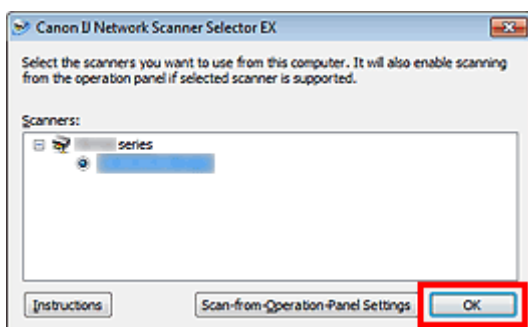 Canon IJ Network Scanner Selector EX
Select the scanners you want to use from this computer. It will also enable scanning
from the operation panel if selected scanner is supported.
Scanners:
series
Instructions
Scan-from-Operation-Panel Settings
OK